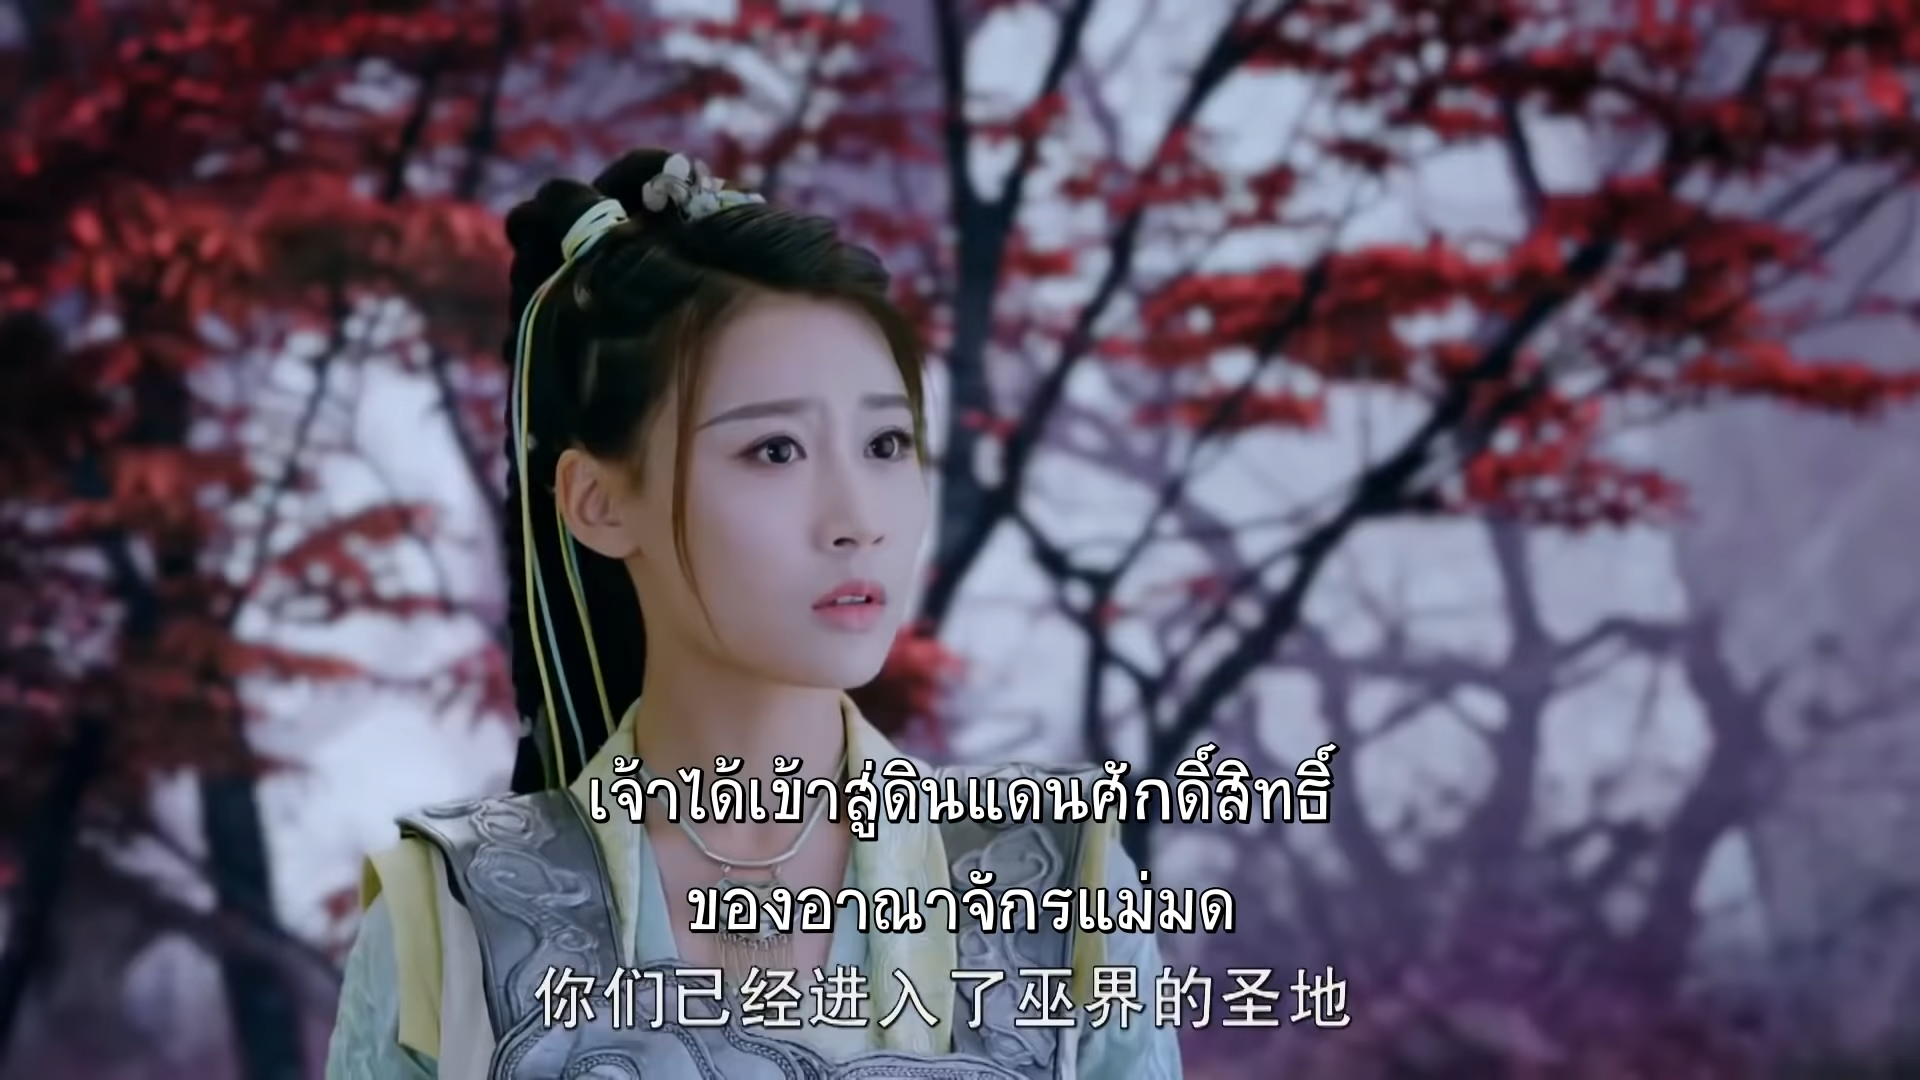 เจ้าได้เข้าสู่ดินแดนศักดิ์สิทธิ์
ของอาณาจักรแม่มด
你们已经进入了巫界的圣地